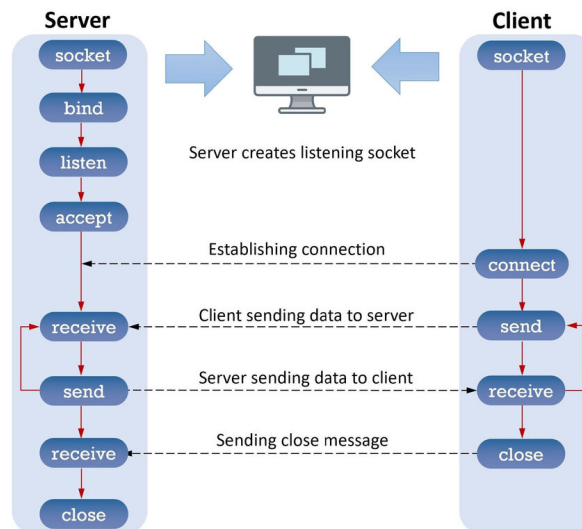 Server
Client
socket
socket
bind
listen
Server creates listening socket
accept
Establishing connection
connect
Client sending data to server
receive
send
Server sending data to client
send
receive
Sending close message
receive
close
close